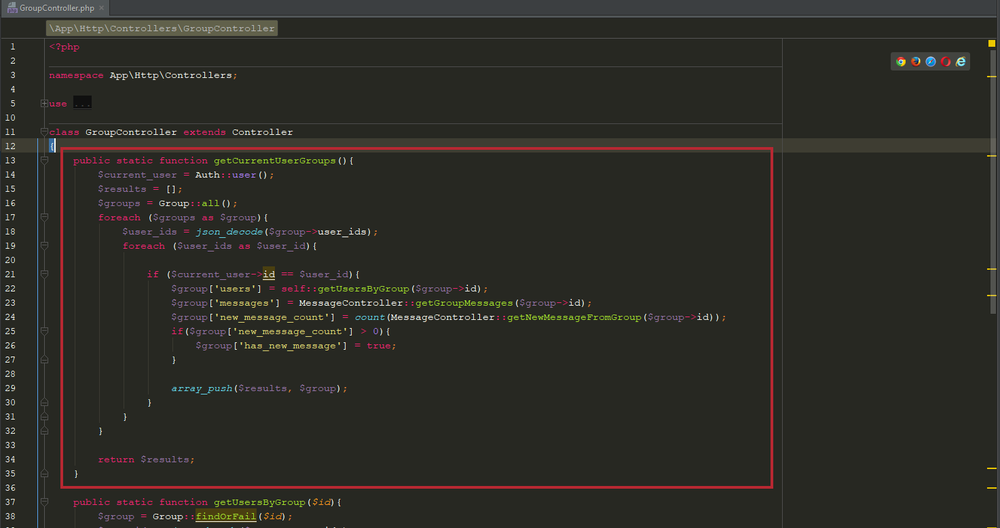 GroupController.php
\App\Http\Controllers\GroupController
1 <?php
2
3 namespace App\Http\Controllers;
4
5 use ...
10
11 class GroupController extends Controller
12 {
13 public static function getCurrentUserGroups(){
14 $current_user = Auth::user();
15 $results = [];
16 $groups = Group::all();
17 foreach ($groups as $group){
18 $user_ids = json_decode($group->user_ids);
19 foreach ($user_ids as $user_id){
20
21 if ($current_user->id == $user_id){
22 $group['users'] = self::getUsersByGroup($group->id);
23 $group['messages'] = MessageController::getGroupMessages($group->id);
24 $group['new_message_count'] = count(MessageController::getNewMessageFromGroup($group->id));
25 if($group['new_message_count'] > 0){
26 $group['has_new_message'] = true;
27 }
28
29 array_push($results, $group);
30 }
31 }
32 }
33
34 return $results;
35 }
36
37 public static function getUsersByGroup($id){
38 $group = Group::findOrFail($id);